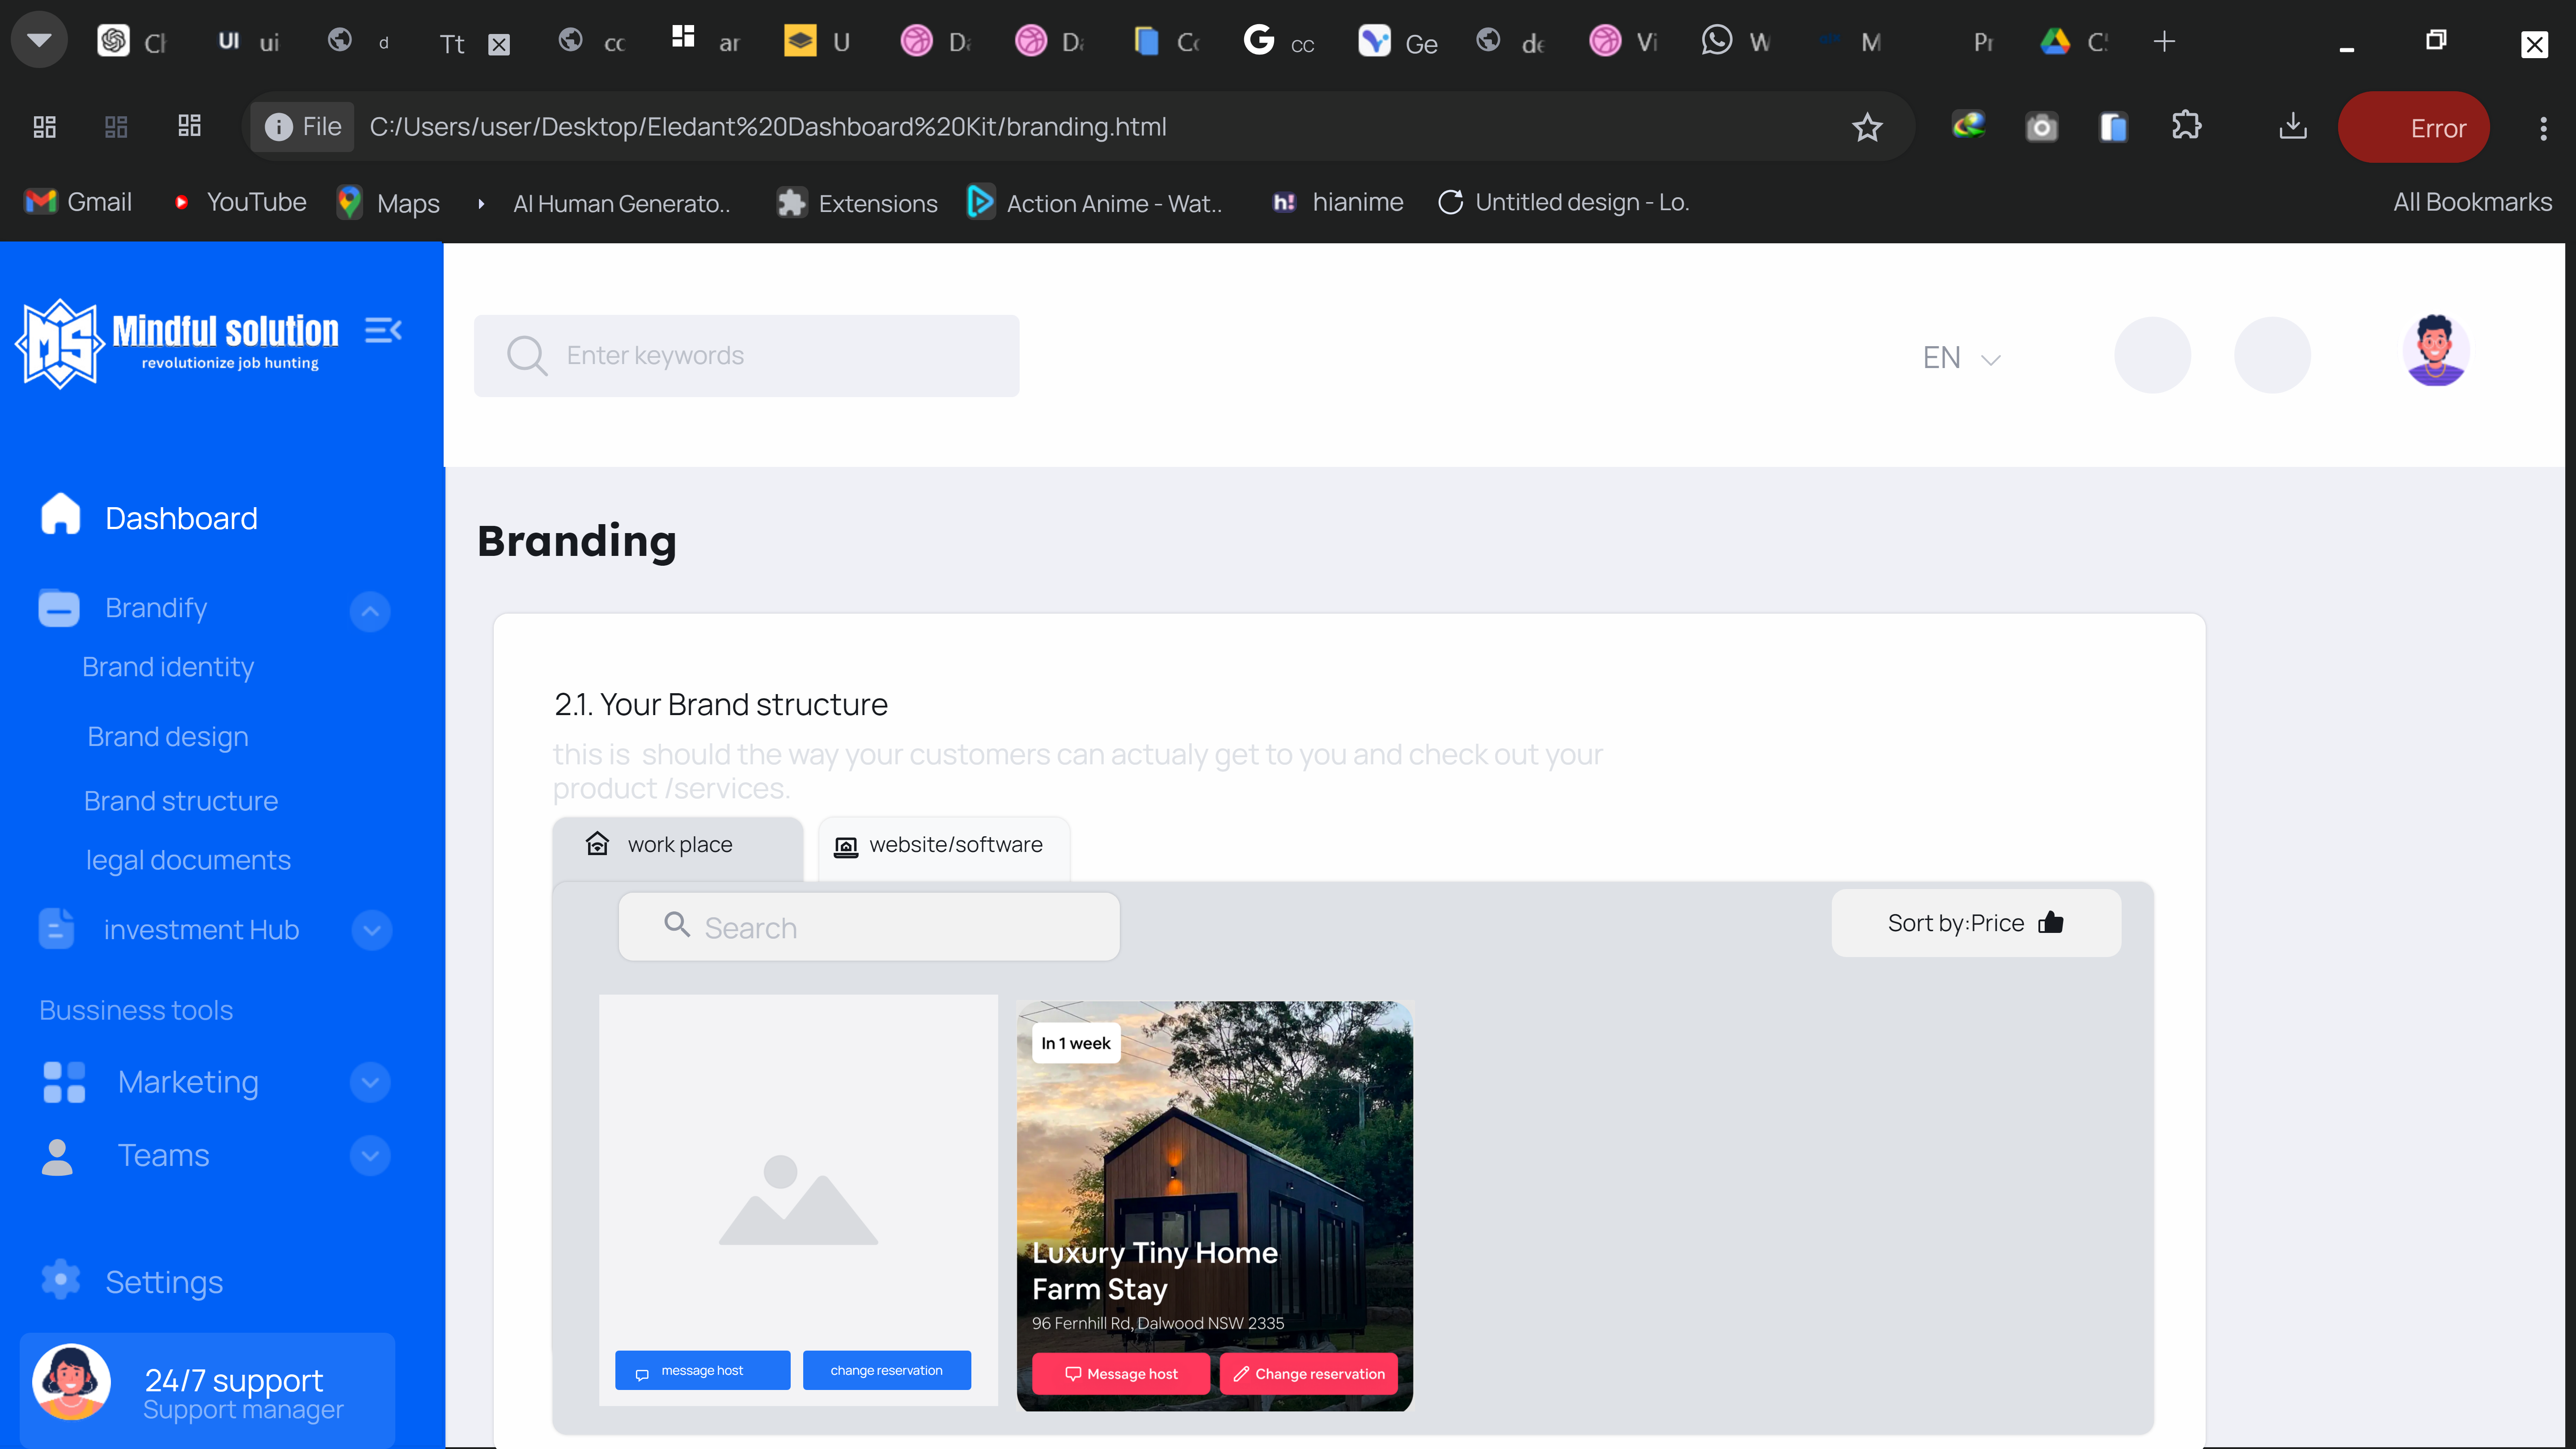 Ch UI ui d Tt cc ar U Da Da Cc G cc Ge de Vi W M Pr C!
File C:/Users/user/Desktop/Eledant%20Dashboard%20Kit/branding.html Error
Gmail YouTube Maps AI Human Generato.. Extensions Action Anime - Wat.. h! hianime Untitled design - Lo. All Bookmarks
MS Mindful solution
revolutionize job hunting
Enter keywords
EN
Dashboard
Brandify
Brand identity
Brand design
Brand structure
legal documents
investment Hub
Bussiness tools
Marketing
Teams
Settings
24/7 support
Support manager
Branding
2.1. Your Brand structure
this is  should the way your customers can actualy get to you and check out your
product /services.
work place website/software
Search
Sort by:Price
message host change reservation
In 1 week
Luxury Tiny Home
Farm Stay
96 Fernhill Rd, Dalwood NSW 2335
Message host Change reservation